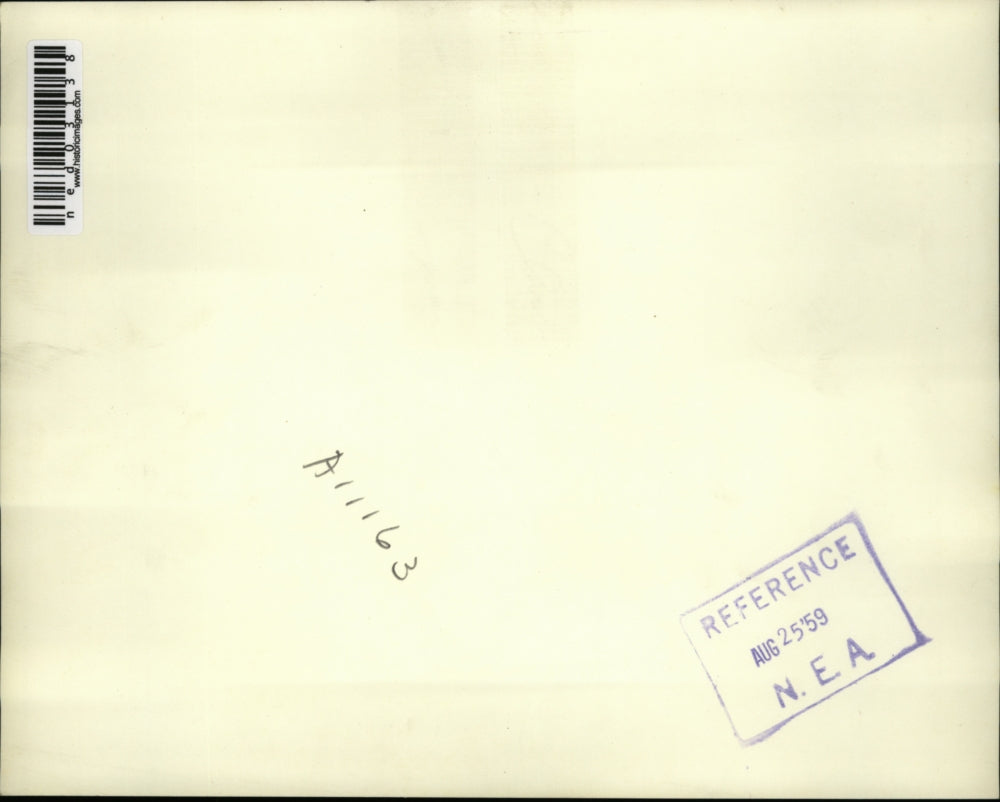 ned03138
www.historicimages.com
A11163
REFERENCE
AUG 25'59
N. E. A.